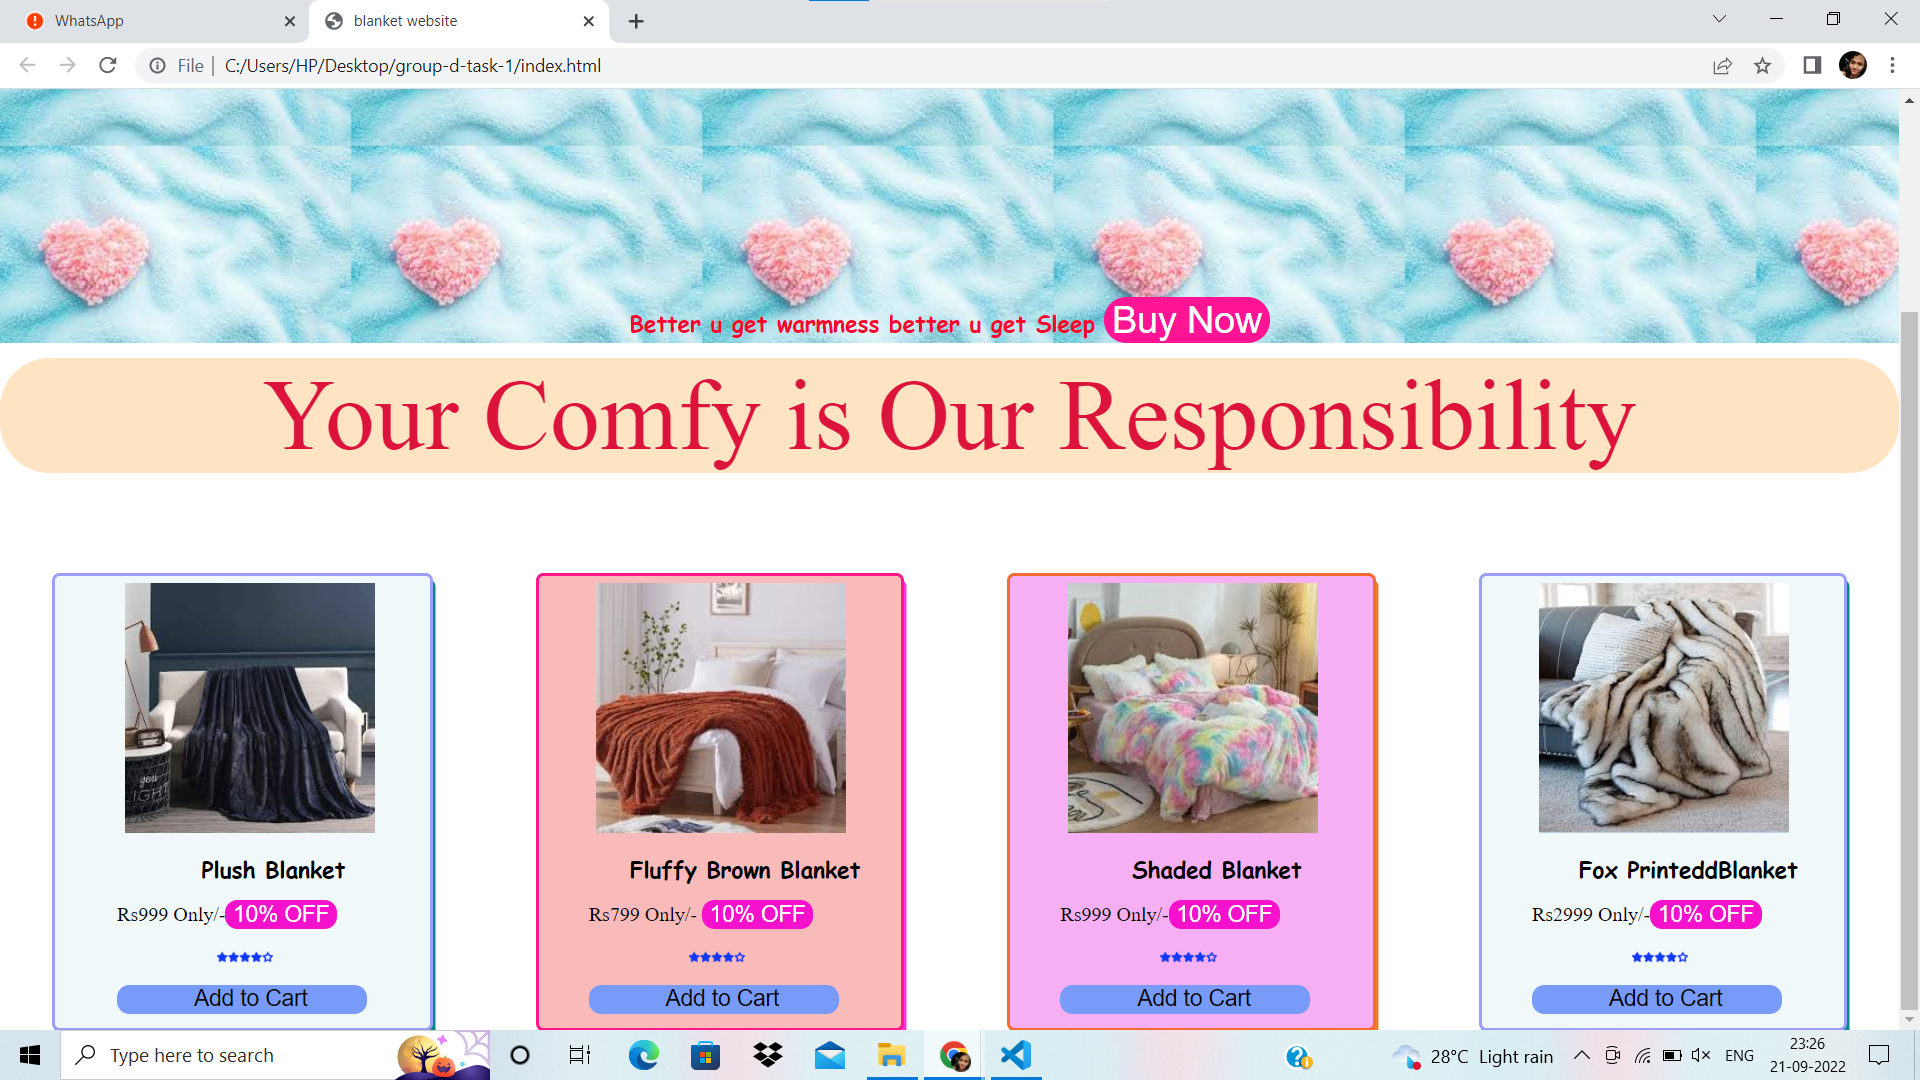 WhatsApp
blanket website
File
C:/Users/HP/Desktop/group-d-task-1/index.html
Better u get warmness better u get Sleep Buy Now
Your Comfy is Our Responsibility
you
LIGHT
Plush Blanket
Rs999 Only/-10% OFF
Add to Cart
Fluffy Brown Blanket
Rs799 Only/- 10% OFF
Add to Cart
Shaded Blanket
Rs999 Only/-10% OFF
Add to Cart
Fox PrinteddBlanket
Rs2999 Only/-10% OFF
Add to Cart
Type here to search
28°C Light rain
ENG
23:26
21-09-2022